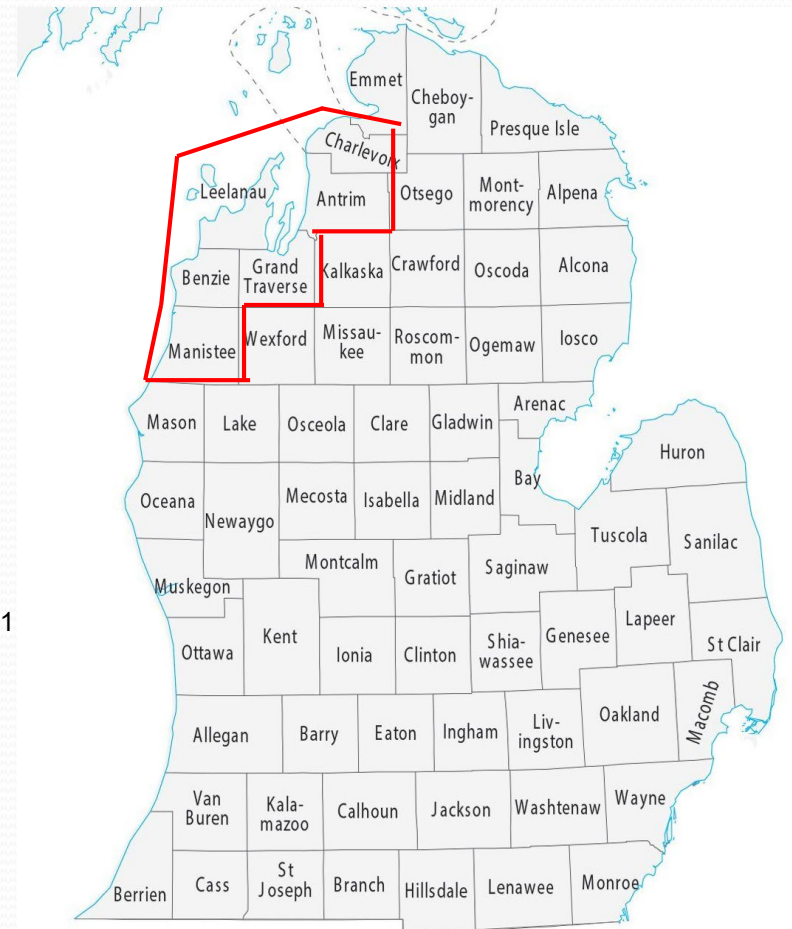 Emmet
Cheboy-
gan
Presque Isle
Charlevoix
Leelanau
Antrim
Otsego
Mont-
morency
Alpena
Benzie
Grand
Traverse
Kalkaska
Crawford
Oscoda
Alcona
Manistee
Wexford
Missau-
kee
Roscom-
mon
Ogemaw
Iosco
Mason
Lake
Osceola
Clare
Gladwin
Arenac
Huron
Oceana
Newaygo
Mecosta
Isabella
Midland
Bay
Tuscola
Sanilac
Muskegon
Montcalm
Gratiot
Saginaw
1
Ottawa
Kent
Ionia
Clinton
Shia-
wassee
Genesee
Lapeer
St Clair
Allegan
Barry
Eaton
Ingham
Liv-
ingston
Oakland
Macomb
Van
Buren
Kala-
mazoo
Calhoun
Jackson
Washtenaw
Wayne
Berrien
Cass
St
Joseph
Branch
Hillsdale
Lenawee
Monroe